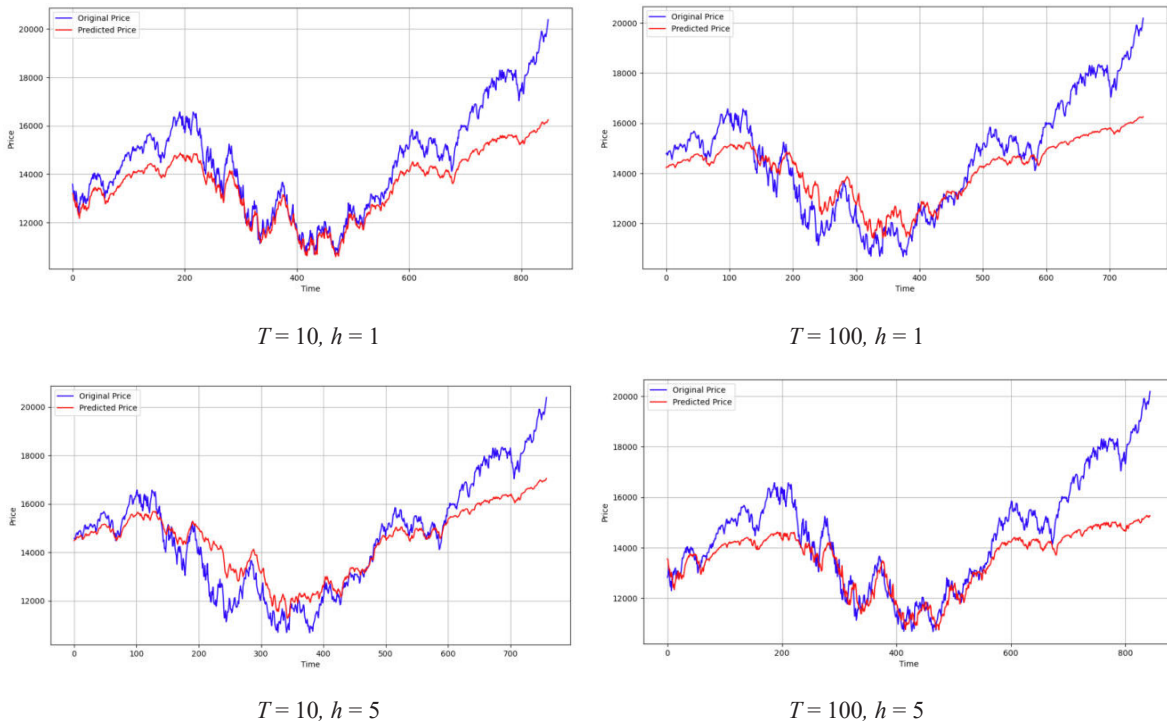 Original Price
Predicted Price
20000
18000
16000
14000
12000
Price
0 200 400 600 800
Time
T = 10, h = 1
Original Price
Predicted Price
20000
18000
16000
14000
12000
Price
0 100 200 300 400 500 600 700
Time
T = 100, h = 1
Original Price
Predicted Price
20000
18000
16000
14000
12000
Price
0 100 200 300 400 500 600 700
Time
T = 10, h = 5
Original Price
Predicted Price
20000
18000
16000
14000
12000
Price
0 200 400 600 800
Time
T = 100, h = 5